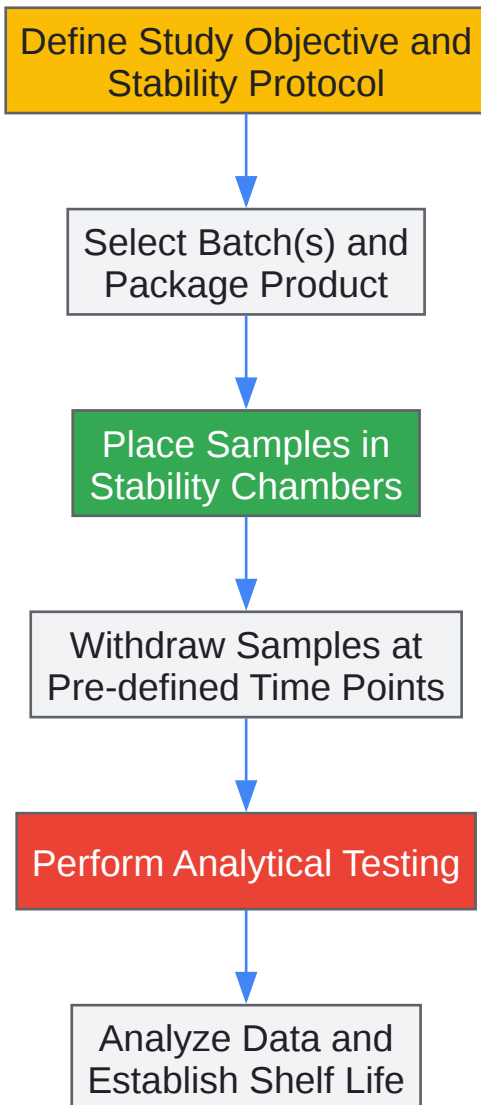 Define Study Objective and
Stability Protocol
Select Batch(s) and
Package Product
Place Samples in
Stability Chambers
Withdraw Samples at
Pre-defined Time Points
Perform Analytical Testing
Analyze Data and
Establish Shelf Life